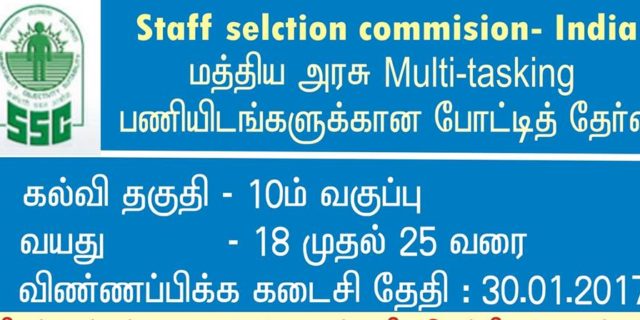 Staff selction commision- India
மத்திய அரசு Multi-tasking
பணியிடங்களுக்கான போட்டித்
SSC
கல்வி தகுதி - 10ம் வகுப்பு
வயது - 18 முதல் 25 வரை
விண்ணப்பிக்க கடைசி தேதி : 30.01.2017